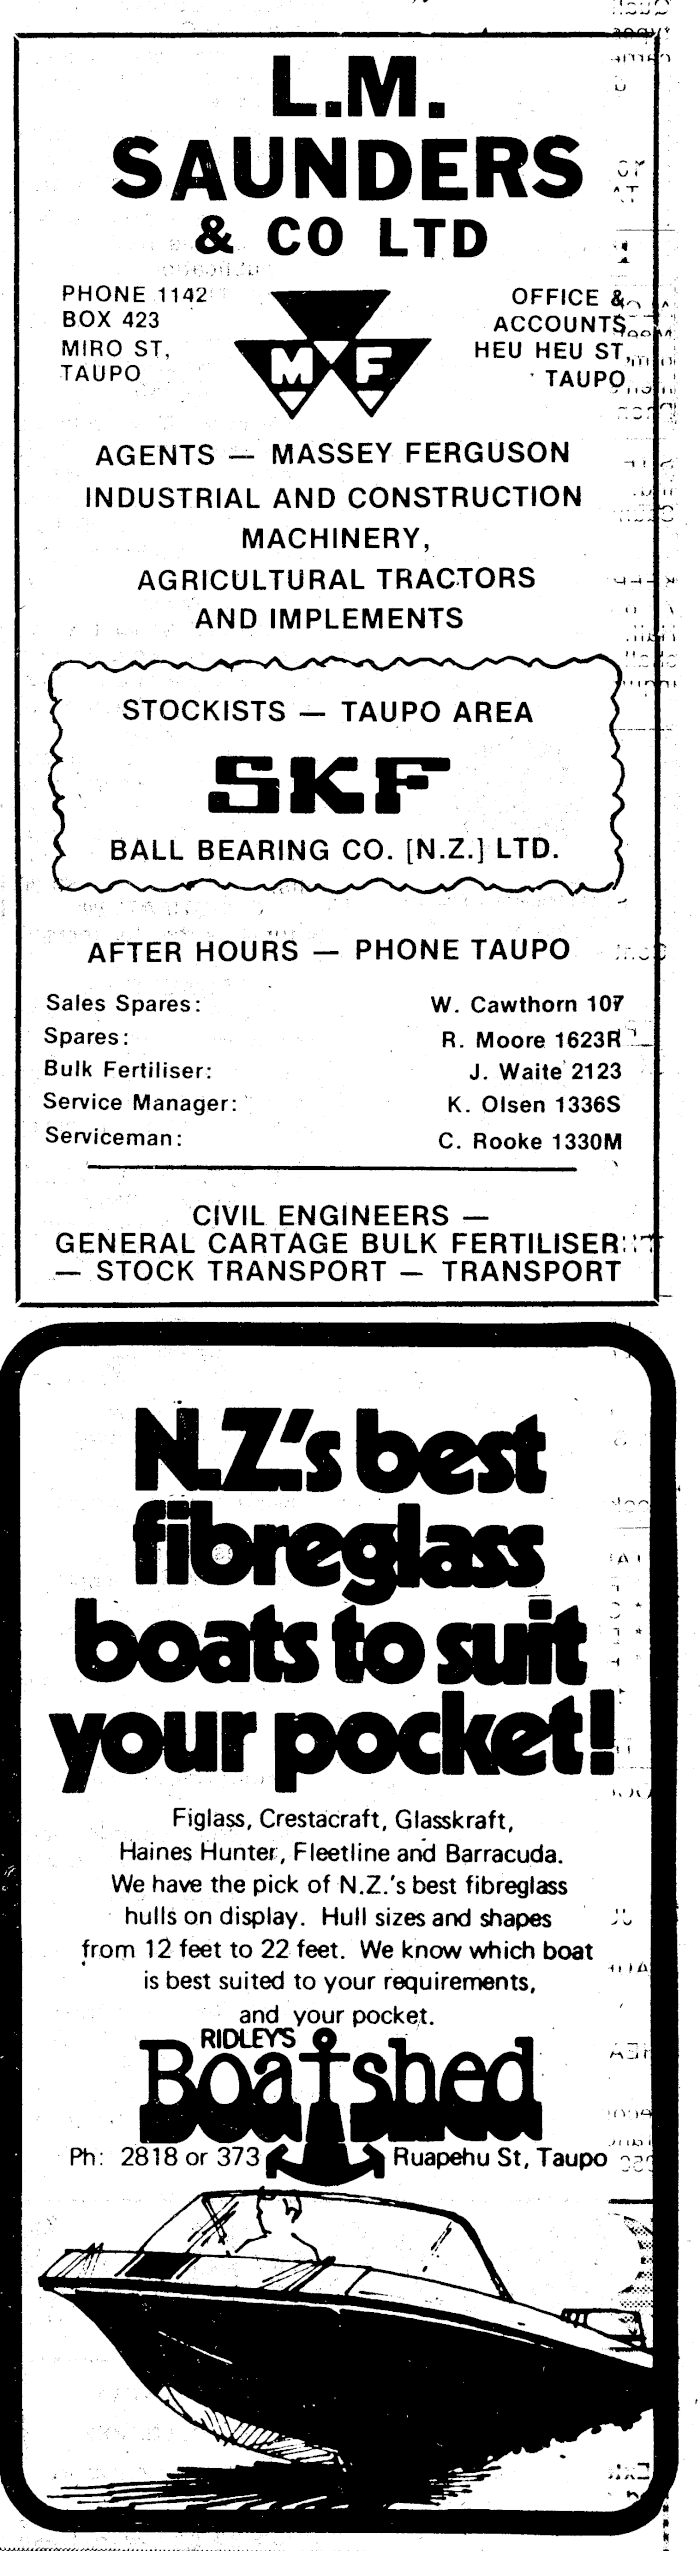 L.M.
SAUNDERS
& CO LTD
PHONE 1142
BOX 423
MIRO ST,
TAUPO
MF
OFFICE &
ACCOUNTS
HEU HEU ST,
TAUPO
AGENTS — MASSEY FERGUSON
INDUSTRIAL AND CONSTRUCTION
MACHINERY,
AGRICULTURAL TRACTORS
AND IMPLEMENTS
STOCKISTS — TAUPO AREA
SKF
BALL BEARING CO. [N.Z.] LTD.
AFTER HOURS — PHONE TAUPO
Sales Spares: W. Cawthorn 107
Spares: R. Moore 1623R
Bulk Fertiliser: J. Waite 2123
Service Manager: K. Olsen 1336S
Serviceman: C. Rooke 1330M
CIVIL ENGINEERS —
GENERAL CARTAGE BULK FERTILISER
— STOCK TRANSPORT — TRANSPORT
N.Z.'s best
fibreglass
boats to suit
your pocket!
Figlass, Crestacraft, Glasskraft,
Haines Hunter, Fleetline and Barracuda.
We have the pick of N.Z.'s best fibreglass
hulls on display. Hull sizes and shapes
from 12 feet to 22 feet. We know which boat
is best suited to your requirements,
and your pocket.
RIDLEY'S
Boatshed
Ph: 2818 or 373 Ruapehu St, Taupo